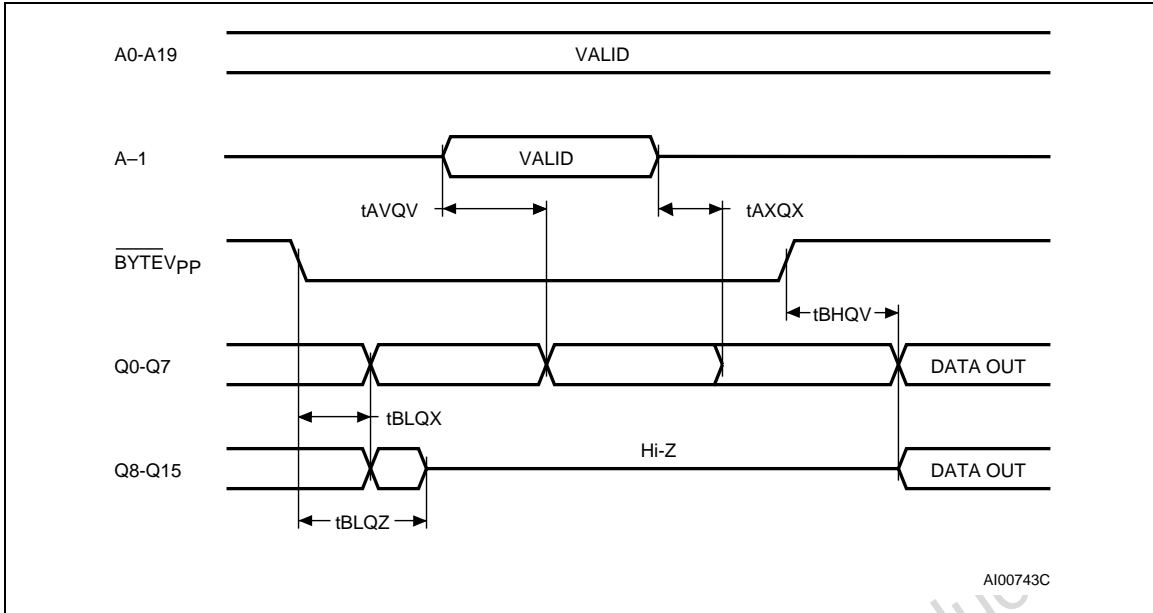 A0-A19
VALID
A–1
VALID
tAVQV
tAXQX
BYTEVPP
tBHQV
Q0-Q7
DATA OUT
tBLQX
Hi-Z
Q8-Q15
DATA OUT
tBLQZ
AI00743C